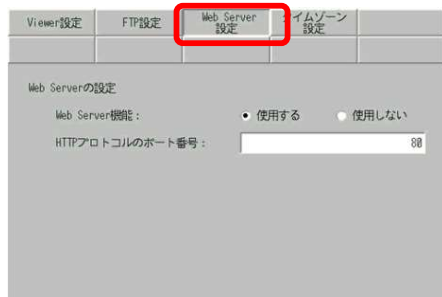 Viewer設定
FTP設定
Web Server
設定
タイムゾーン
設定
Web Serverの設定
Web Server機能：
使用する
使用しない
HTTPプロトコルのポート番号：
80